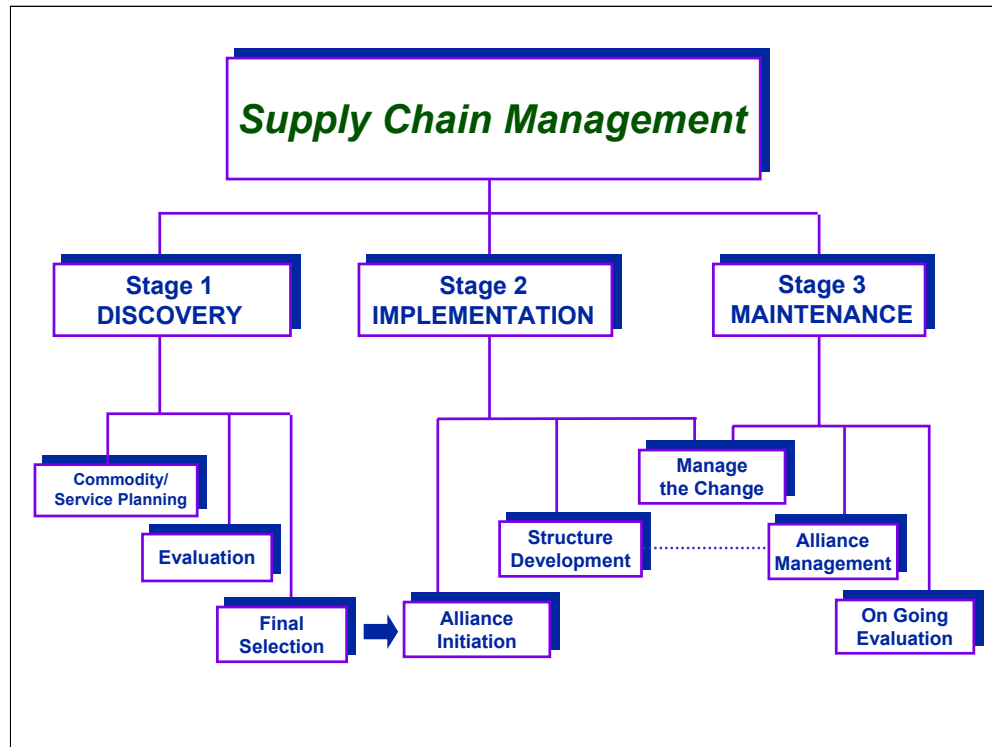 Supply Chain Management
Stage 1
DISCOVERY
Stage 2
IMPLEMENTATION
Stage 3
MAINTENANCE
Commodity/
Service Planning
Evaluation
Final
Selection
Alliance
Initiation
Structure
Development
Manage
the Change
Alliance
Management
On Going
Evaluation